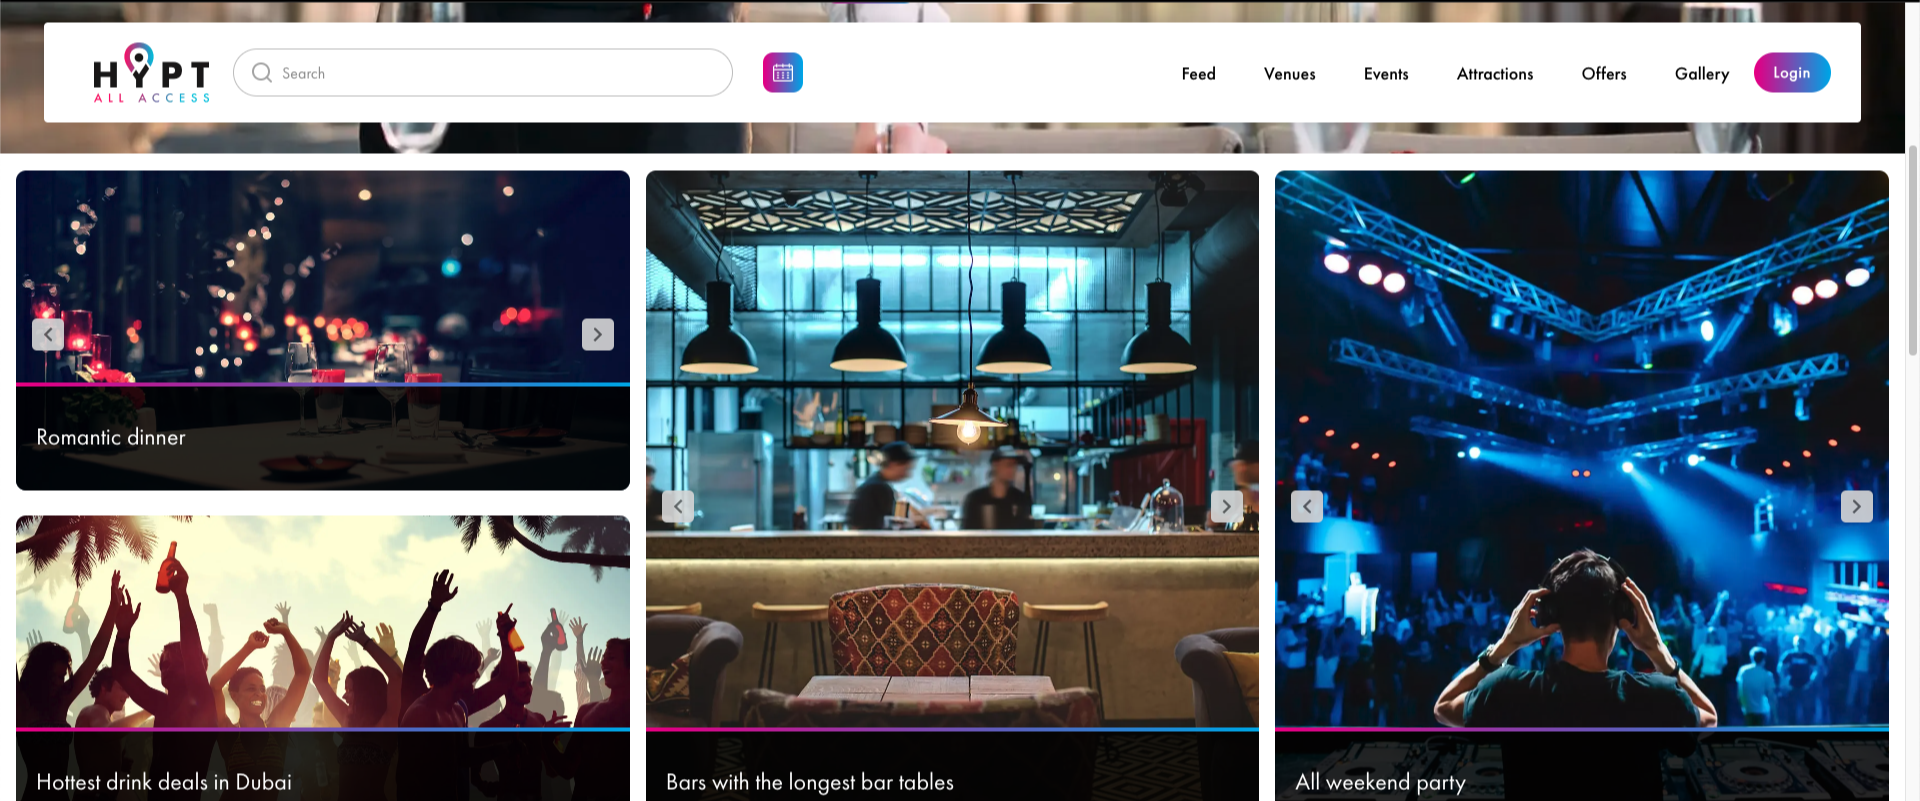 HYPT
ALL ACCESS
Search
Feed
Venues
Events
Attractions
Offers
Gallery
Login
Romantic dinner
Hottest drink deals in Dubai
Bars with the longest bar tables
All weekend party